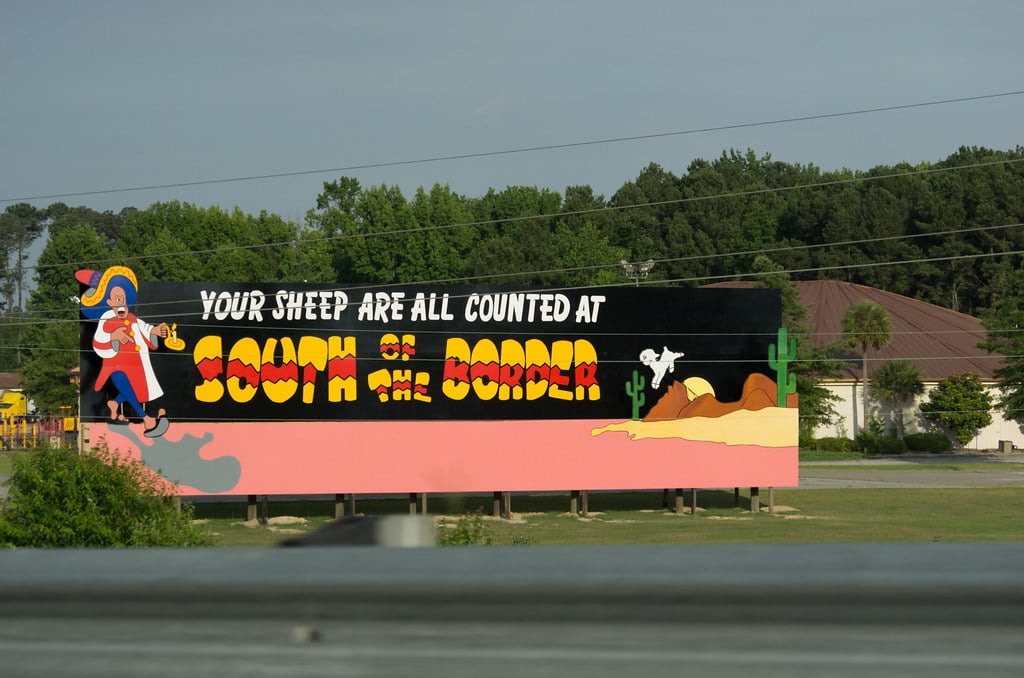 YOUR SHEEP ARE ALL COUNTED AT
SOUTH OF THE BORDER